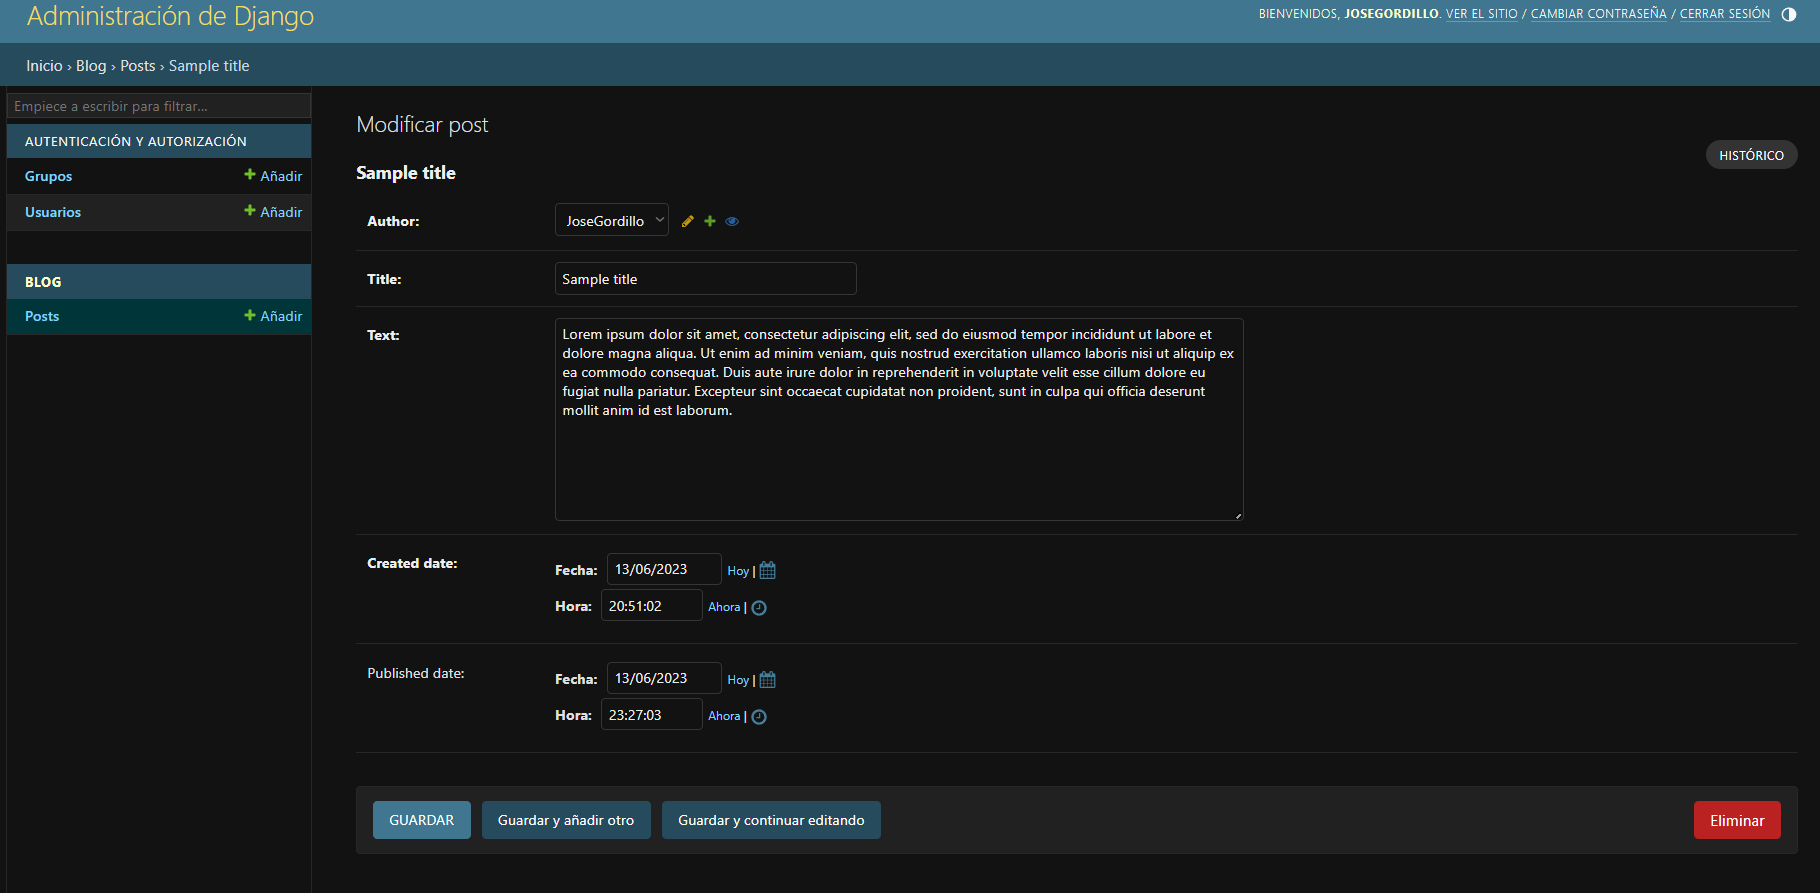 Administración de Django
BIENVENIDOS, JOSEGORDILLO. VER EL SITIO / CAMBIAR CONTRASEÑA / CERRAR SESIÓN
Inicio › Blog › Posts › Sample title
Empiece a escribir para filtrar...
AUTENTICACIÓN Y AUTORIZACIÓN
Grupos + Añadir
Usuarios + Añadir
BLOG
Posts + Añadir
Modificar post
HISTÓRICO
Sample title
Author: JoseGordillo
Title: Sample title
Text: Lorem ipsum dolor sit amet, consectetur adipiscing elit, sed do eiusmod tempor incididunt ut labore et
dolore magna aliqua. Ut enim ad minim veniam, quis nostrud exercitation ullamco laboris nisi ut aliquip ex
ea commodo consequat. Duis aute irure dolor in reprehenderit in voluptate velit esse cillum dolore eu
fugiat nulla pariatur. Excepteur sint occaecat cupidatat non proident, sunt in culpa qui officia deserunt
mollit anim id est laborum.
Created date: Fecha: 13/06/2023 Hoy |
Hora: 20:51:02 Ahora |
Published date: Fecha: 13/06/2023 Hoy |
Hora: 23:27:03 Ahora |
GUARDAR Guardar y añadir otro Guardar y continuar editando Eliminar